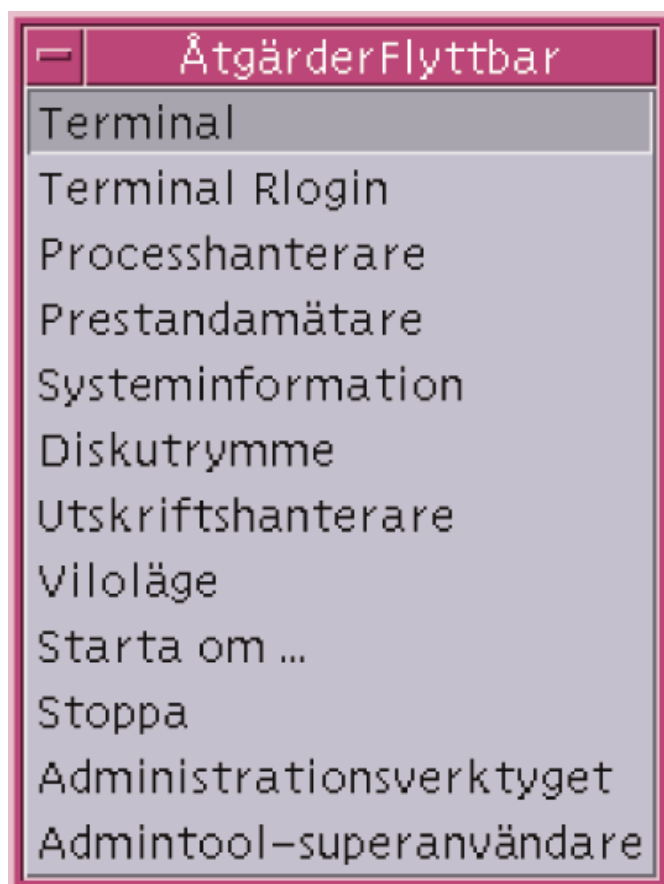 ÅtgärderFlyttbar
Terminal
Terminal Rlogin
Processhanterare
Prestandamätare
Systeminformation
Diskutrymme
Utskriftshanterare
Viloläge
Starta om ...
Stoppa
Administrationsverktyget
Admintool-superanvändare